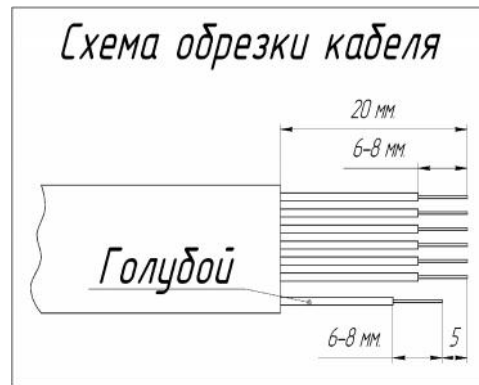 Схема обрезки кабеля
20 мм.
6-8 мм.
Голубой
6-8 мм. 5